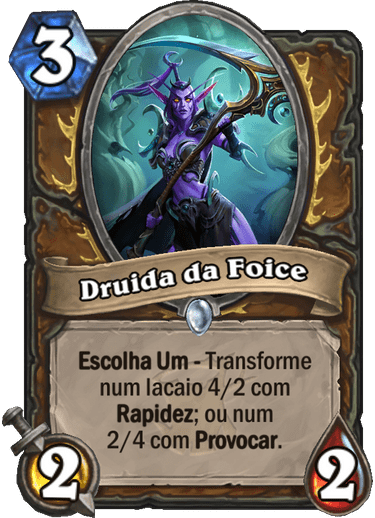 3
Druida da Foice
Escolha Um - Transforme
num lacaio 4/2 com
Rapidez; ou num
2/4 com Provocar.
2
2